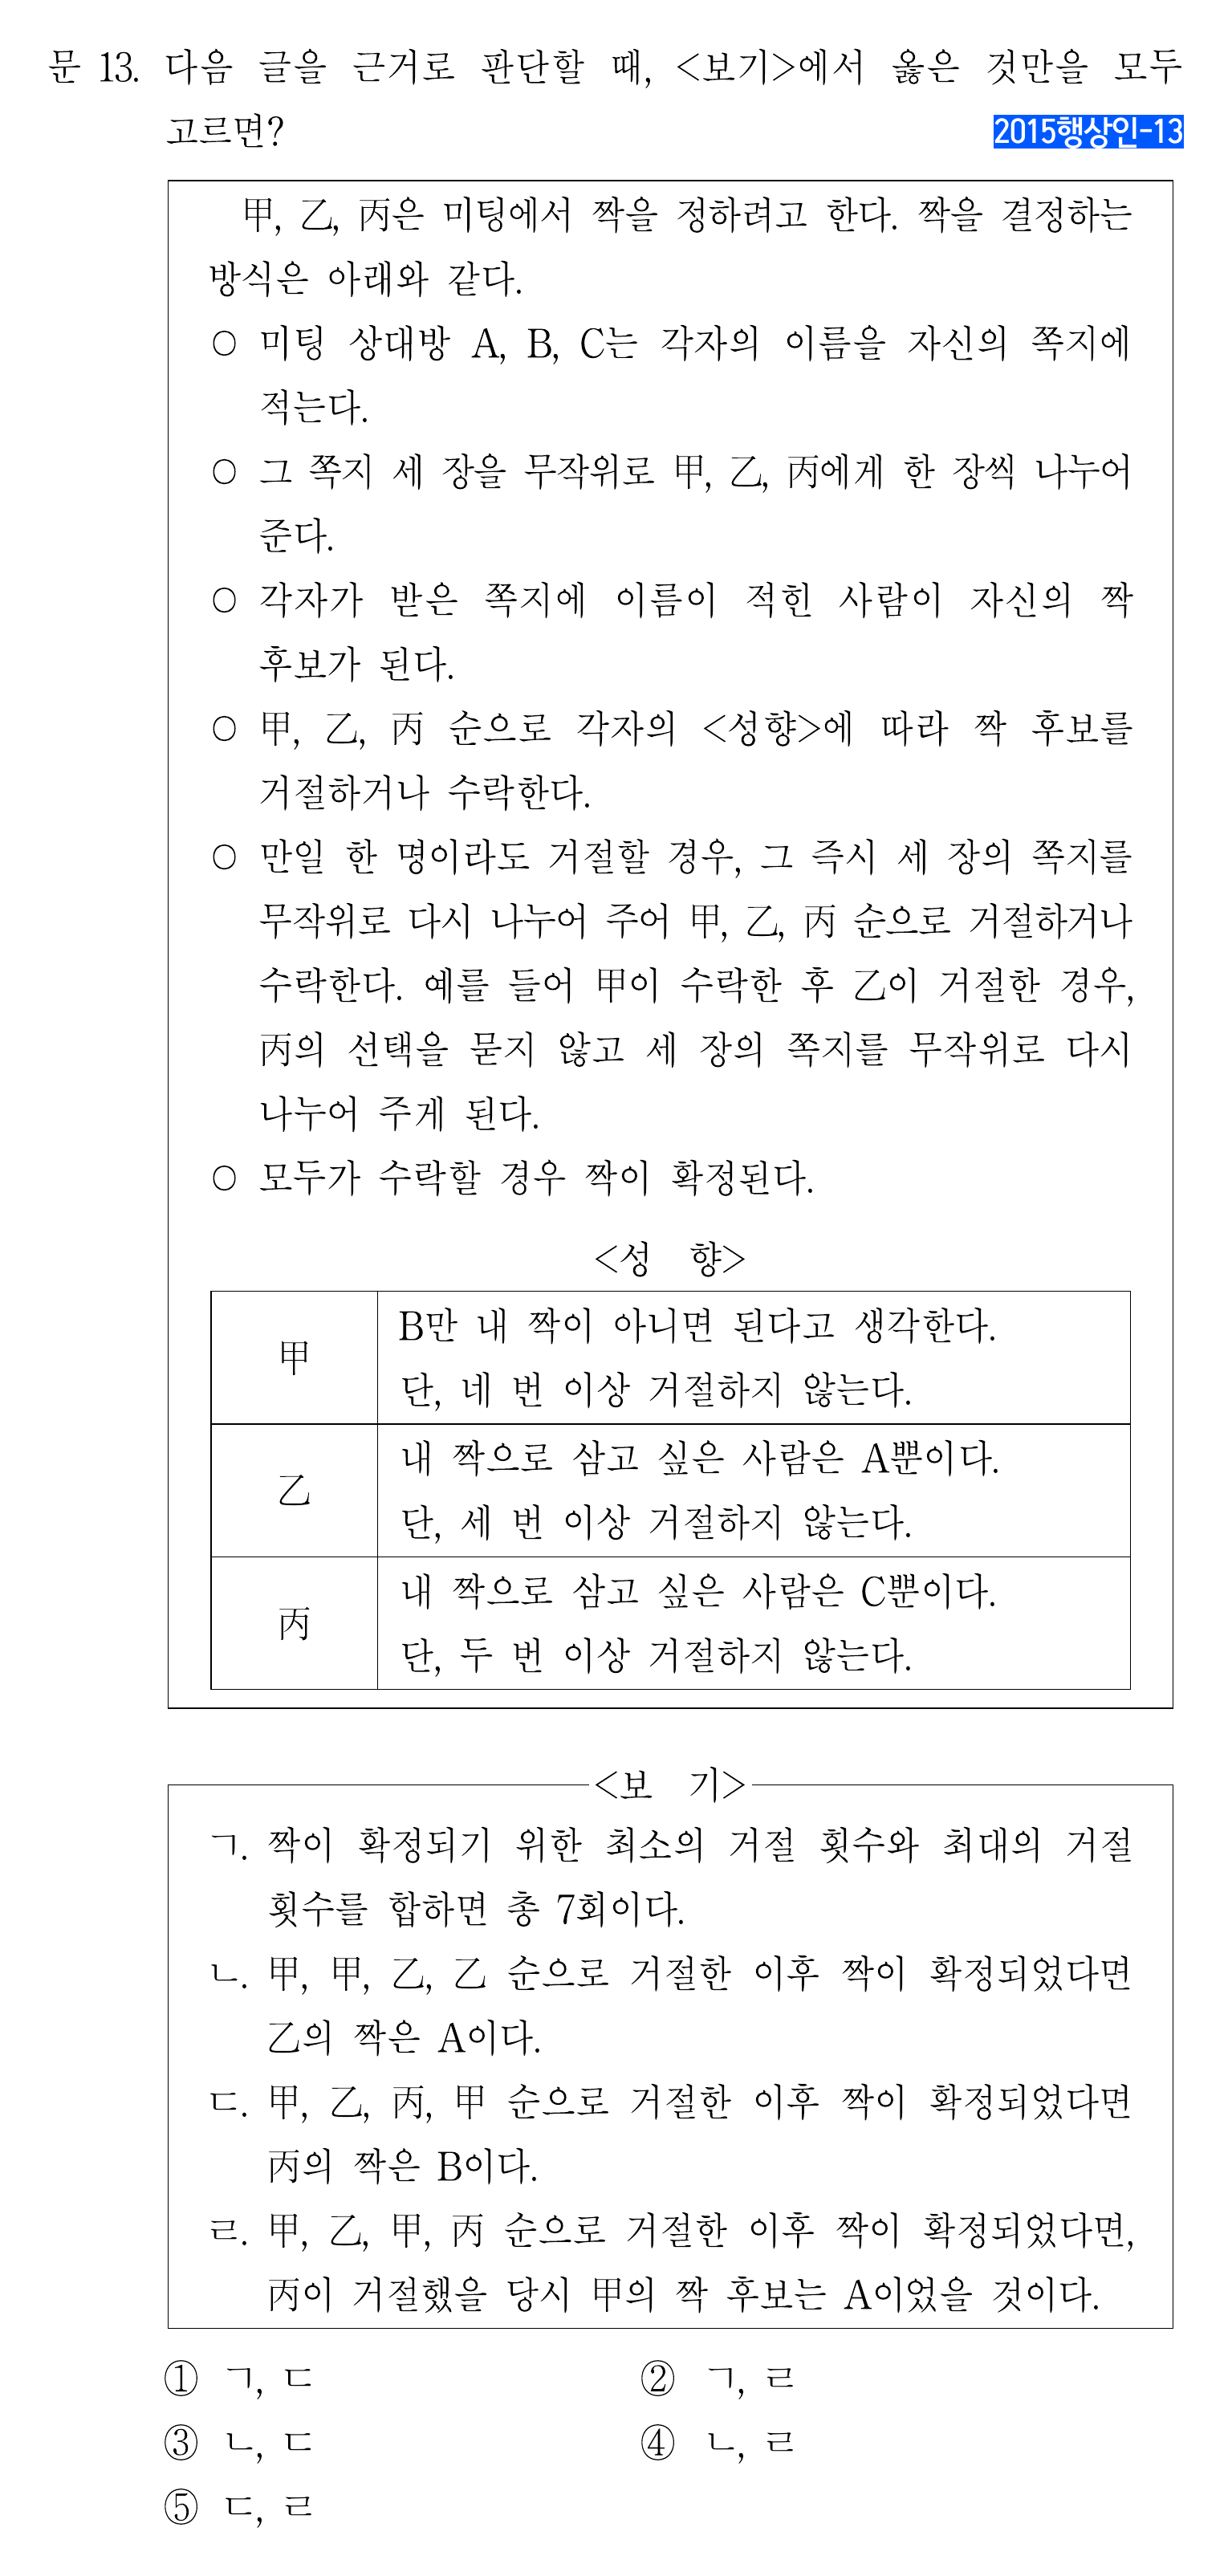 문 13. 다음 글을 근거로 판단할 때, <보기>에서 옳은 것만을 모두
고르면?
2015행상인-13
甲, 乙, 丙은 미팅에서 짝을 정하려고 한다. 짝을 결정하는
방식은 아래와 같다.
○ 미팅 상대방 A, B, C는 각자의 이름을 자신의 쪽지에
적는다.
○ 그 쪽지 세 장을 무작위로 甲, 乙, 丙에게 한 장씩 나누어
준다.
○ 각자가 받은 쪽지에 이름이 적힌 사람이 자신의 짝
후보가 된다.
○ 甲, 乙, 丙 순으로 각자의 <성향>에 따라 짝 후보를
거절하거나 수락한다.
○ 만일 한 명이라도 거절할 경우, 그 즉시 세 장의 쪽지를
무작위로 다시 나누어 주어 甲, 乙, 丙 순으로 거절하거나
수락한다. 예를 들어 甲이 수락한 후 乙이 거절한 경우,
丙의 선택을 묻지 않고 세 장의 쪽지를 무작위로 다시
나누어 주게 된다.
○ 모두가 수락할 경우 짝이 확정된다.
<성 향>
甲
B만 내 짝이 아니면 된다고 생각한다.
단, 네 번 이상 거절하지 않는다.
乙
내 짝으로 삼고 싶은 사람은 A뿐이다.
단, 세 번 이상 거절하지 않는다.
丙
내 짝으로 삼고 싶은 사람은 C뿐이다.
단, 두 번 이상 거절하지 않는다.
<보 기>
ㄱ. 짝이 확정되기 위한 최소의 거절 횟수와 최대의 거절
횟수를 합하면 총 7회이다.
ㄴ. 甲, 甲, 乙, 乙 순으로 거절한 이후 짝이 확정되었다면
乙의 짝은 A이다.
ㄷ. 甲, 乙, 丙, 甲 순으로 거절한 이후 짝이 확정되었다면
丙의 짝은 B이다.
ㄹ. 甲, 乙, 甲, 丙 순으로 거절한 이후 짝이 확정되었다면,
丙이 거절했을 당시 甲의 짝 후보는 A이었을 것이다.
① ㄱ, ㄷ
② ㄱ, ㄹ
③ ㄴ, ㄷ
④ ㄴ, ㄹ
⑤ ㄷ, ㄹ